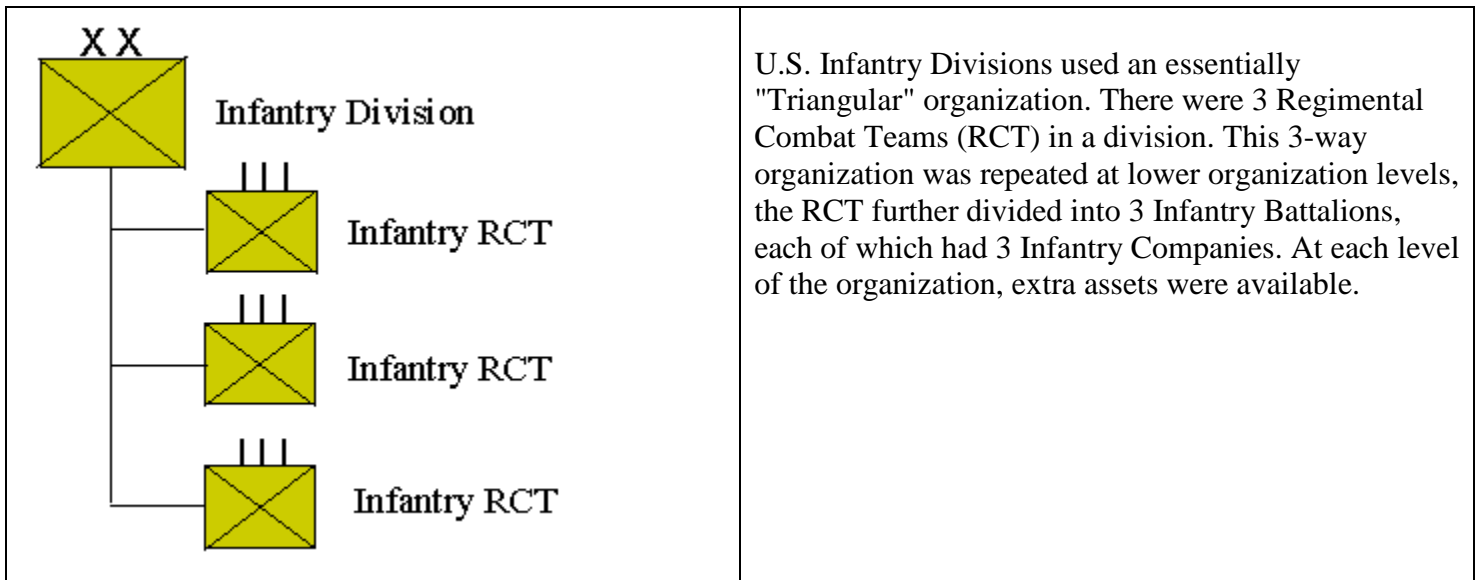 X X
Infantry Division
III
Infantry RCT
III
Infantry RCT
III
Infantry RCT
U.S. Infantry Divisions used an essentially
"Triangular" organization. There were 3 Regimental
Combat Teams (RCT) in a division. This 3-way
organization was repeated at lower organization levels,
the RCT further divided into 3 Infantry Battalions,
each of which had 3 Infantry Companies. At each level
of the organization, extra assets were available.